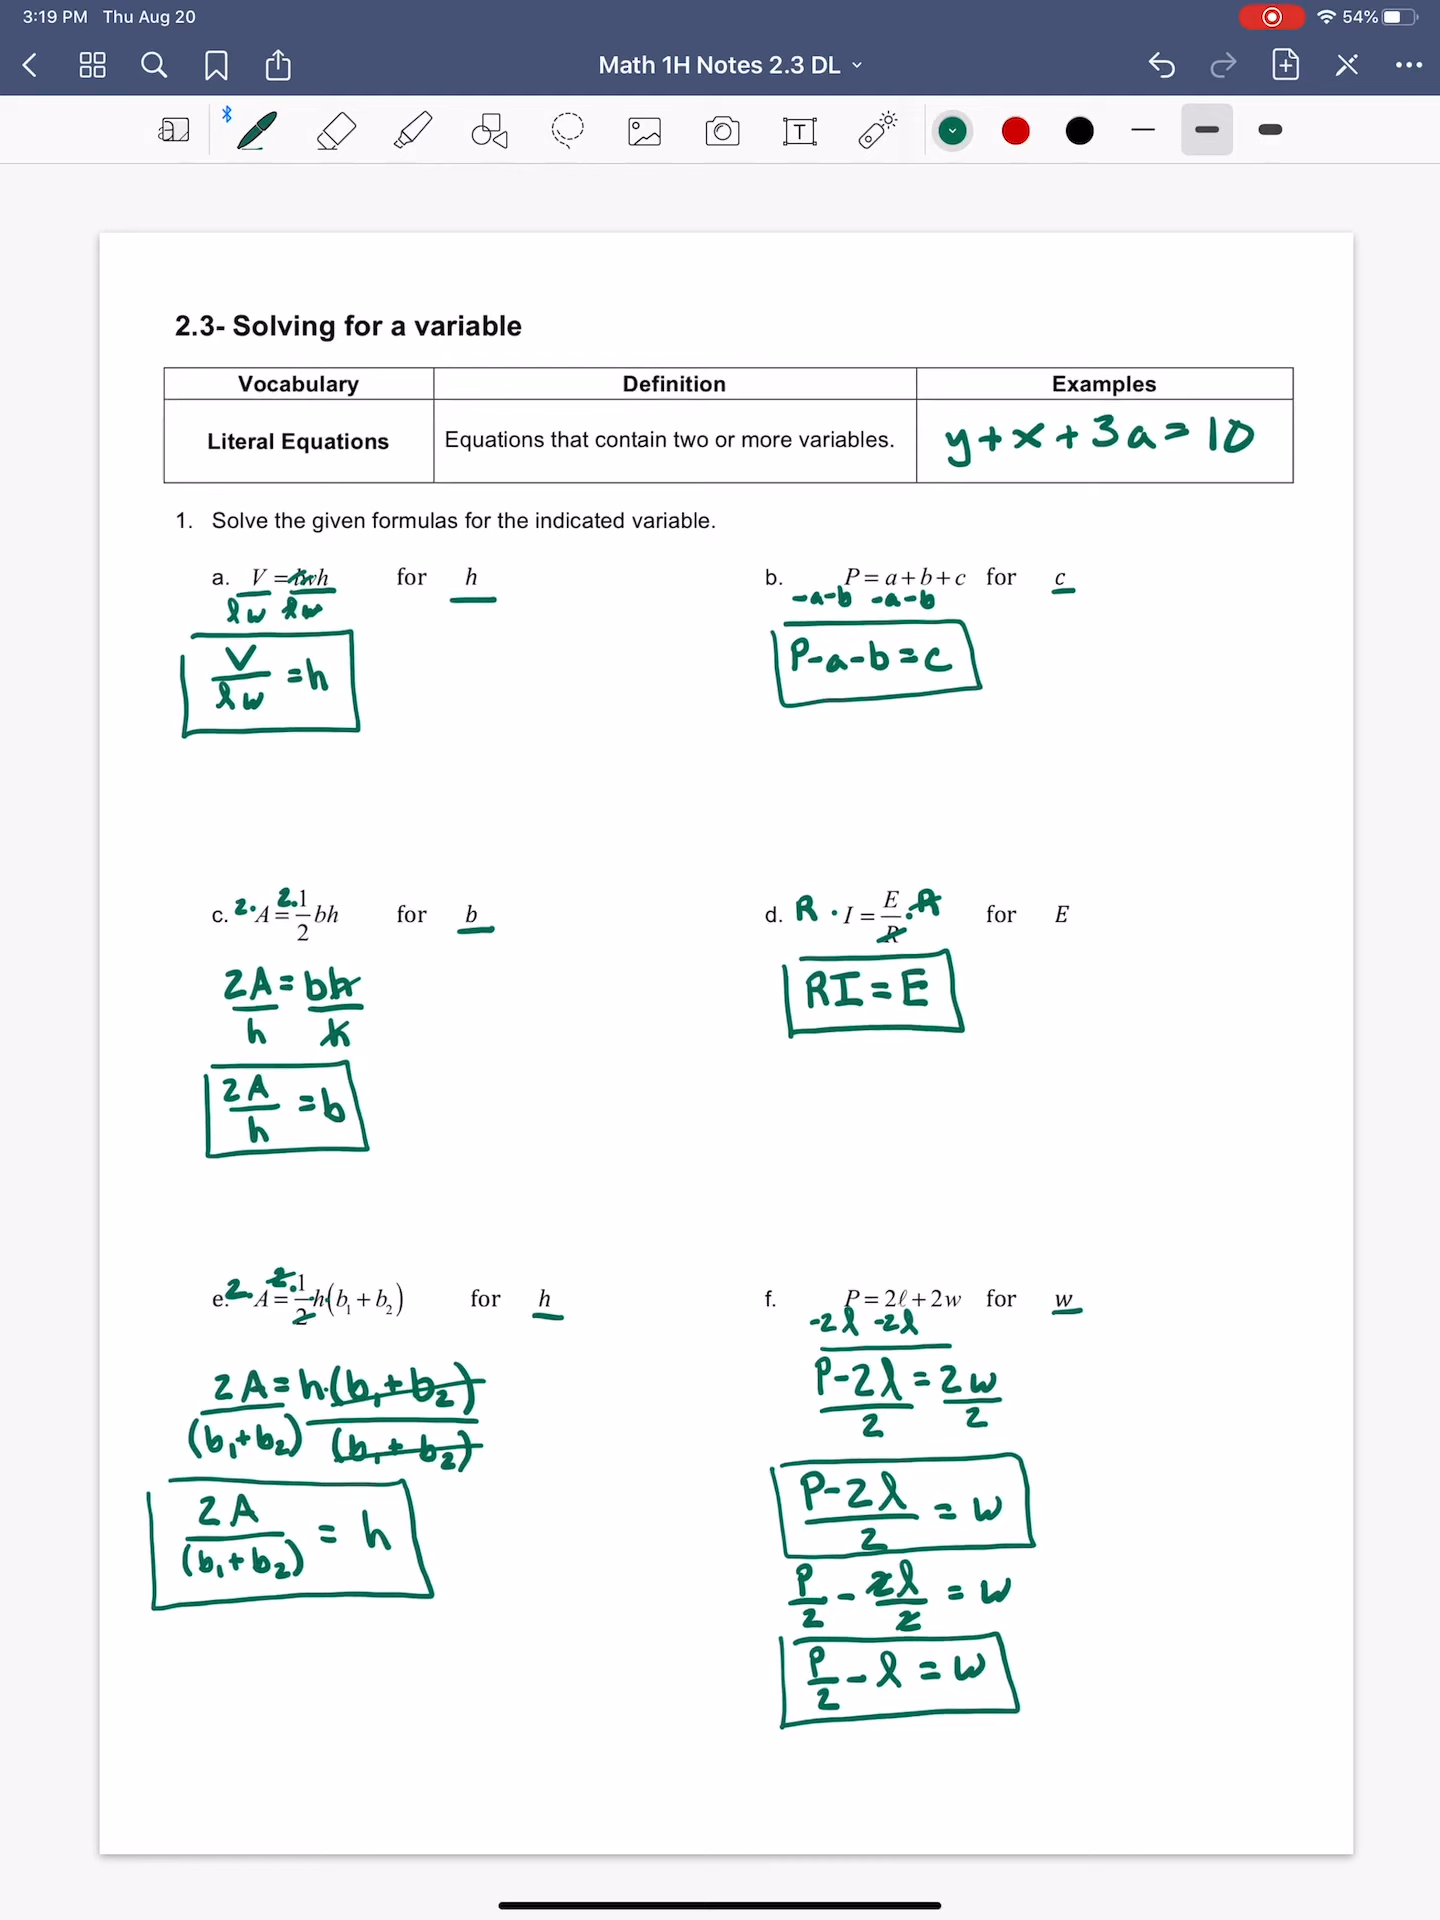 3:19 PM Thu Aug 20
54%
Math 1H Notes 2.3 DL
2.3- Solving for a variable
Vocabulary Definition Examples
Literal Equations Equations that contain two or more variables. y+x+3a=10
1. Solve the given formulas for the indicated variable.
a. V = lwh for h
lw lw
V/lw = h
b. P = a+b+c for c
-a-b -a-b
P-a-b=c
c. 2·A = 2·1/2 bh for b
2A/h = bh/h
2A/h = b
d. R·I = E/R·R for E
RI=E
e. 2·A = 2·1/2 h(b₁+b₂) for h
2A/(b₁+b₂) = h·(b₁+b₂)/(b₁+b₂)
2A/(b₁+b₂) = h
f. P = 2ℓ+2w for w
-2l -2l
P-2l/2 = 2w/2
P-2l/2 = w
P/2 - 2l/2 = w
P/2 - l = w